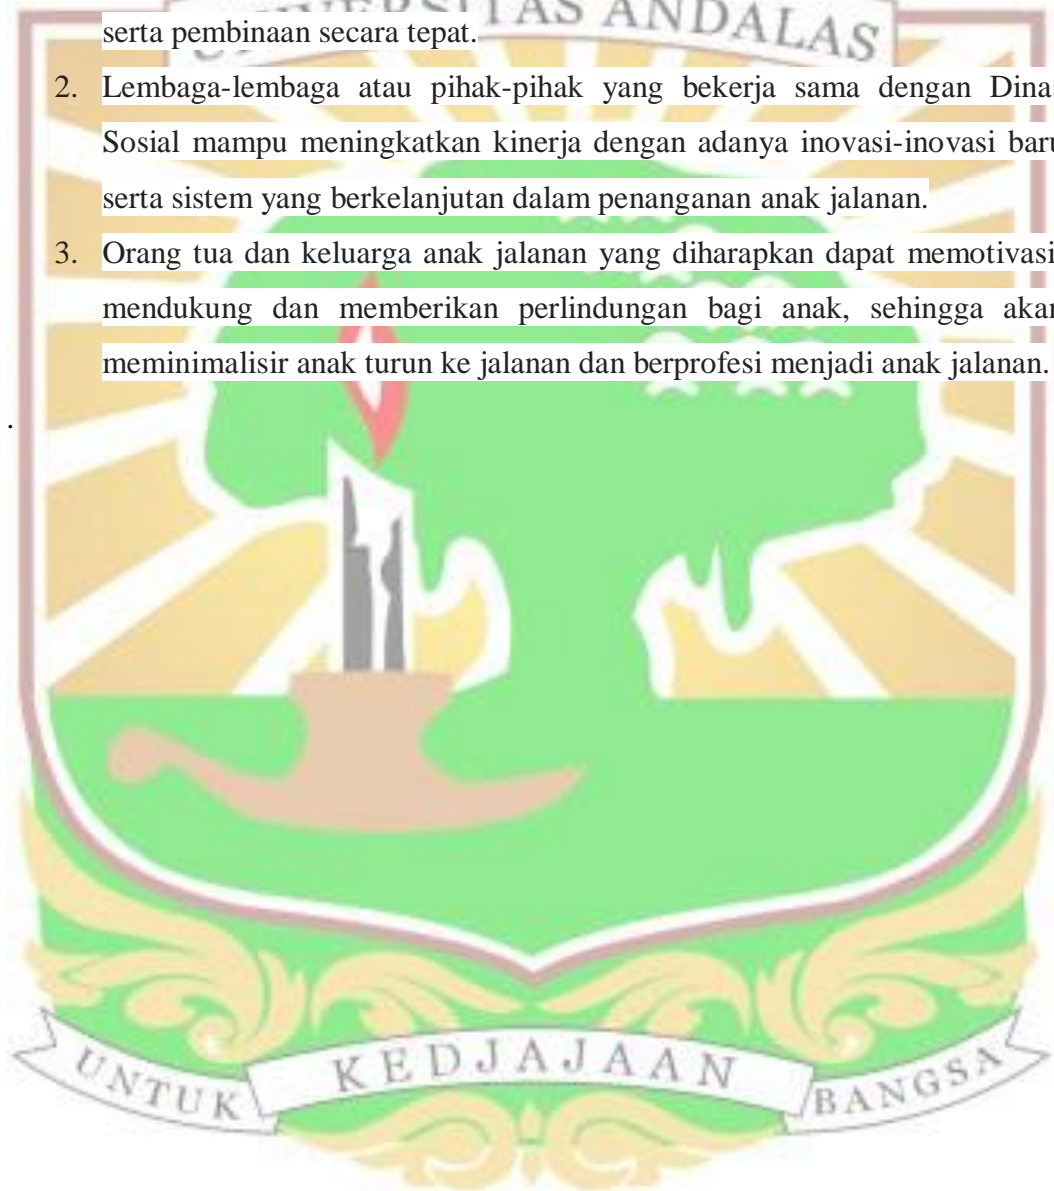 UNIVERSITAS ANDALAS
serta pembinaan secara tepat.
2. Lembaga-lembaga atau pihak-pihak yang bekerja sama dengan Dinas
Sosial mampu meningkatkan kinerja dengan adanya inovasi-inovasi baru
serta sistem yang berkelanjutan dalam penanganan anak jalanan.
3. Orang tua dan keluarga anak jalanan yang diharapkan dapat memotivasi
mendukung dan memberikan perlindungan bagi anak, sehingga akan
meminimalisir anak turun ke jalanan dan berprofesi menjadi anak jalanan.
.
UNTUK KEDJAJAAN BANGSA